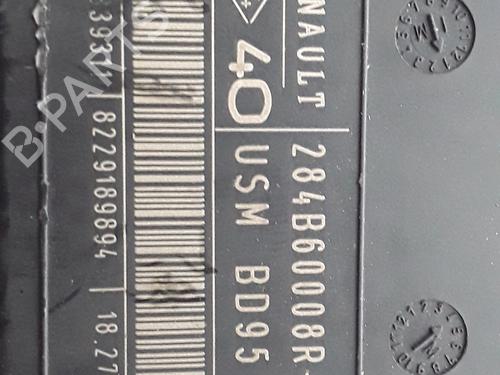 NAULT
40
284B60008R
USM BD95
8229189894 | 18.27
B-PARTS